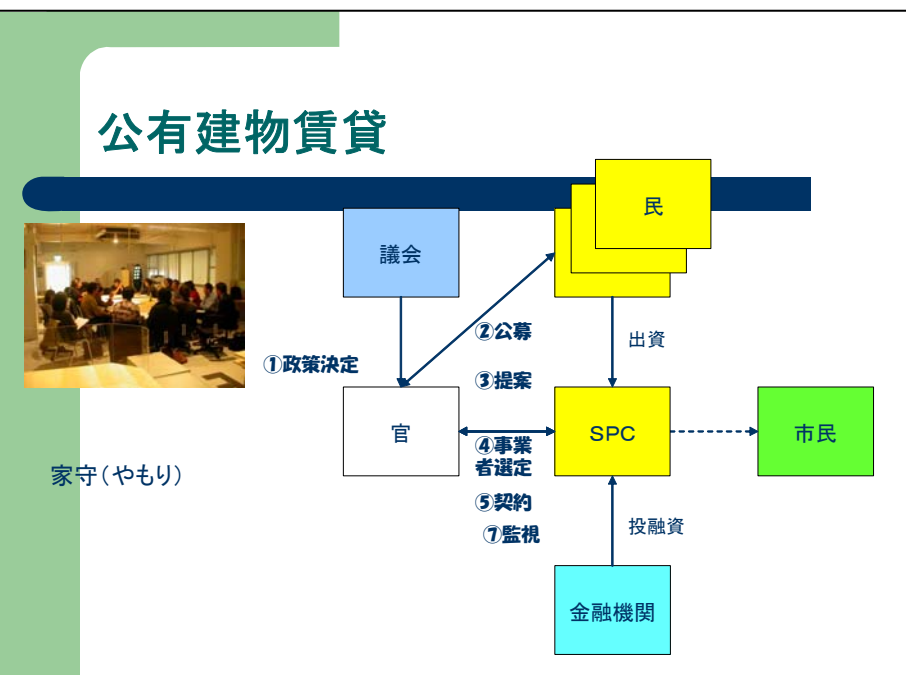 公有建物賃貸
民
議会
②公募
出資
①政策決定
③提案
官
SPC
市民
④事業
者選定
家守(やもり)
⑤契約
⑦監視
投融資
金融機関